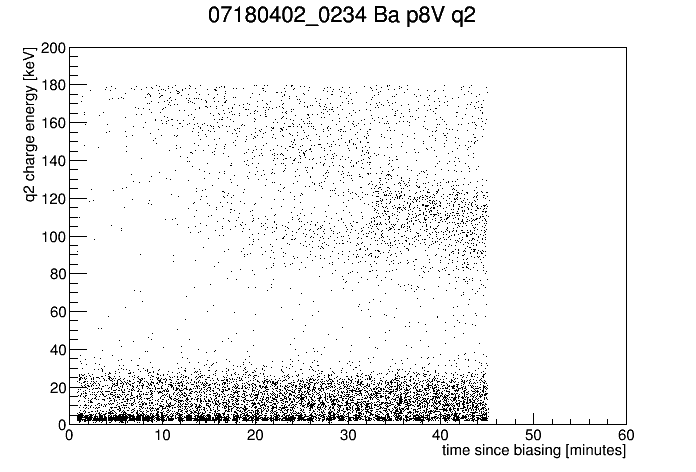 07180402_0234 Ba p8V q2
q2 charge energy [keV]
200
180
160
140
120
100
80
60
40
20
0
0 10 20 30 40 50 60
time since biasing [minutes]